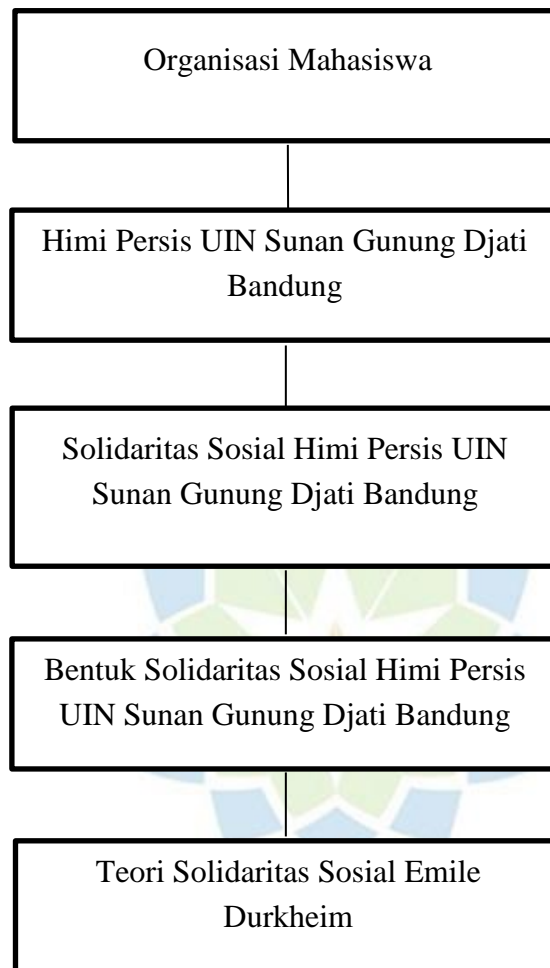 Organisasi Mahasiswa
Himi Persis UIN Sunan Gunung Djati
Bandung
Solidaritas Sosial Himi Persis UIN
Sunan Gunung Djati Bandung
Bentuk Solidaritas Sosial Himi Persis
UIN Sunan Gunung Djati Bandung
Teori Solidaritas Sosial Emile
Durkheim